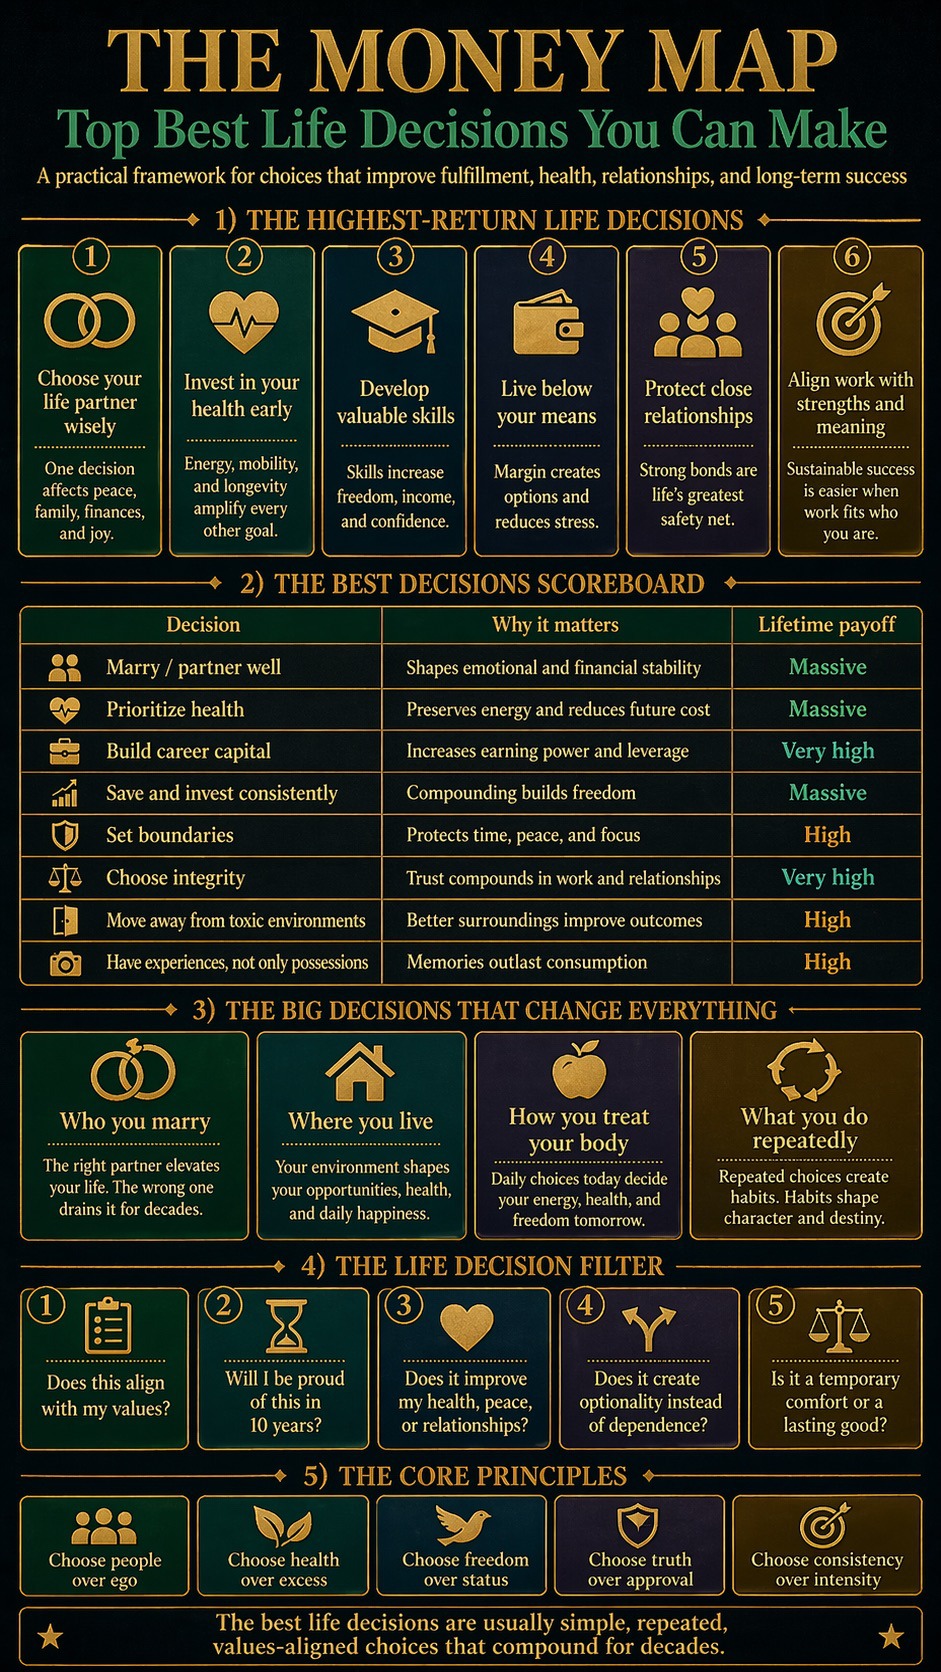 THE MONEY MAP
Top Best Life Decisions You Can Make
A practical framework for choices that improve fulfillment, health, relationships, and long-term success
1) THE HIGHEST-RETURN LIFE DECISIONS
1
Choose your
life partner
wisely
One decision
affects peace,
family, finances,
and joy.
2
Invest in your
health early
Energy, mobility,
and longevity
amplify every
other goal.
3
Develop
valuable skills
Skills increase
freedom, income,
and confidence.
4
Live below
your means
Margin creates
options and
reduces stress.
5
Protect close
relationships
Strong bonds are
life's greatest
safety net.
6
Align work with
strengths and
meaning
Sustainable success
is easier when
work fits who
you are.
2) THE BEST DECISIONS SCOREBOARD
Decision Why it matters Lifetime payoff
Marry / partner well Shapes emotional and financial stability Massive
Prioritize health Preserves energy and reduces future cost Massive
Build career capital Increases earning power and leverage Very high
Save and invest consistently Compounding builds freedom Massive
Set boundaries Protects time, peace, and focus High
Choose integrity Trust compounds in work and relationships Very high
Move away from toxic environments Better surroundings improve outcomes High
Have experiences, not only possessions Memories outlast consumption High
3) THE BIG DECISIONS THAT CHANGE EVERYTHING
Who you marry
The right partner elevates
your life. The wrong one
drains it for decades.
Where you live
Your environment shapes
your opportunities, health,
and daily happiness.
How you treat
your body
Daily choices today decide
your energy, health, and
freedom tomorrow.
What you do
repeatedly
Repeated choices create
habits. Habits shape
character and destiny.
4) THE LIFE DECISION FILTER
1
Does this align
with my values?
2
Will I be proud
of this in
10 years?
3
Does it improve
my health, peace,
or relationships?
4
Does it create
optionality instead
of dependence?
5
Is it a temporary
comfort or a
lasting good?
5) THE CORE PRINCIPLES
Choose people
over ego
Choose health
over excess
Choose freedom
over status
Choose truth
over approval
Choose consistency
over intensity
The best life decisions are usually simple, repeated,
values-aligned choices that compound for decades.